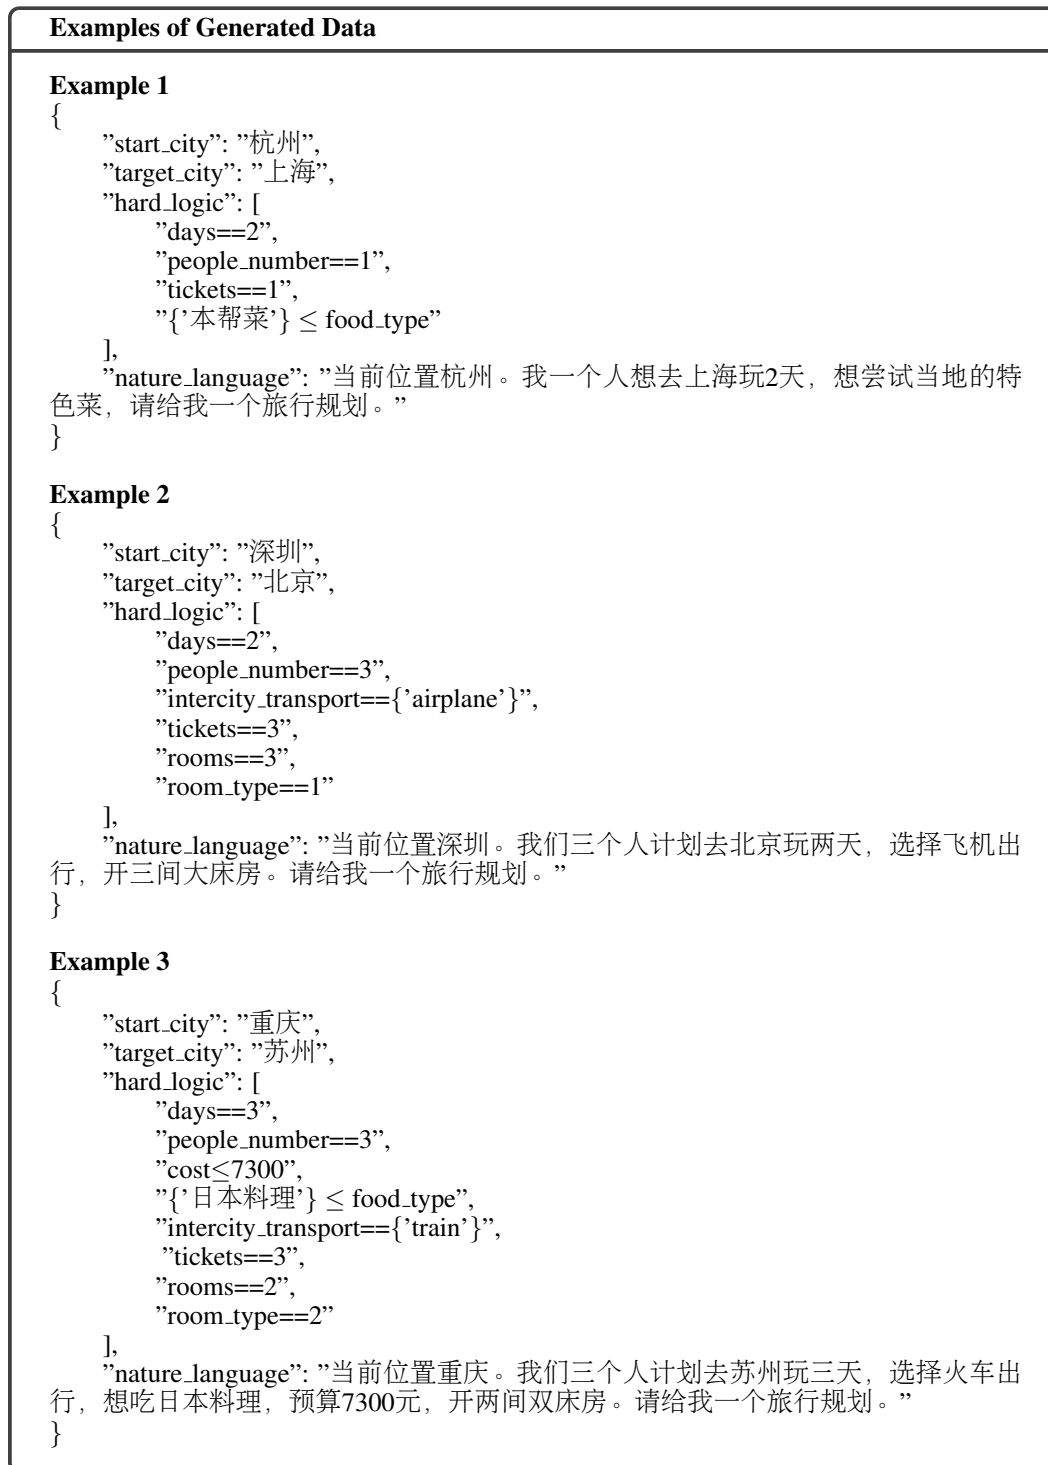 Examples of Generated Data
Example 1
{
”start_city”: ”杭州”,
”target_city”: ”上海”,
”hard_logic”: [
”days==2”,
”people_number==1”,
”tickets==1”,
”{’本帮菜’} ≤ food_type”
],
”nature_language”: ”当前位置杭州。我一个人想去上海玩2天，想尝试当地的特
色菜，请给我一个旅行规划。”
}
Example 2
{
”start_city”: ”深圳”,
”target_city”: ”北京”,
”hard_logic”: [
”days==2”,
”people_number==3”,
”intercity_transport=={’airplane’}”,
”tickets==3”,
”rooms==3”,
”room_type==1”
],
”nature_language”: ”当前位置深圳。我们三个人计划去北京玩两天，选择飞机出
行，开三间大床房。请给我一个旅行规划。”
}
Example 3
{
”start_city”: ”重庆”,
”target_city”: ”苏州”,
”hard_logic”: [
”days==3”,
”people_number==3”,
”cost≤7300”,
”{’日本料理’} ≤ food_type”,
”intercity_transport=={’train’}”,
”tickets==3”,
”rooms==2”,
”room_type==2”
],
”nature_language”: ”当前位置重庆。我们三个人计划去苏州玩三天，选择火车出
行，想吃日本料理，预算7300元，开两间双床房。请给我一个旅行规划。”
}